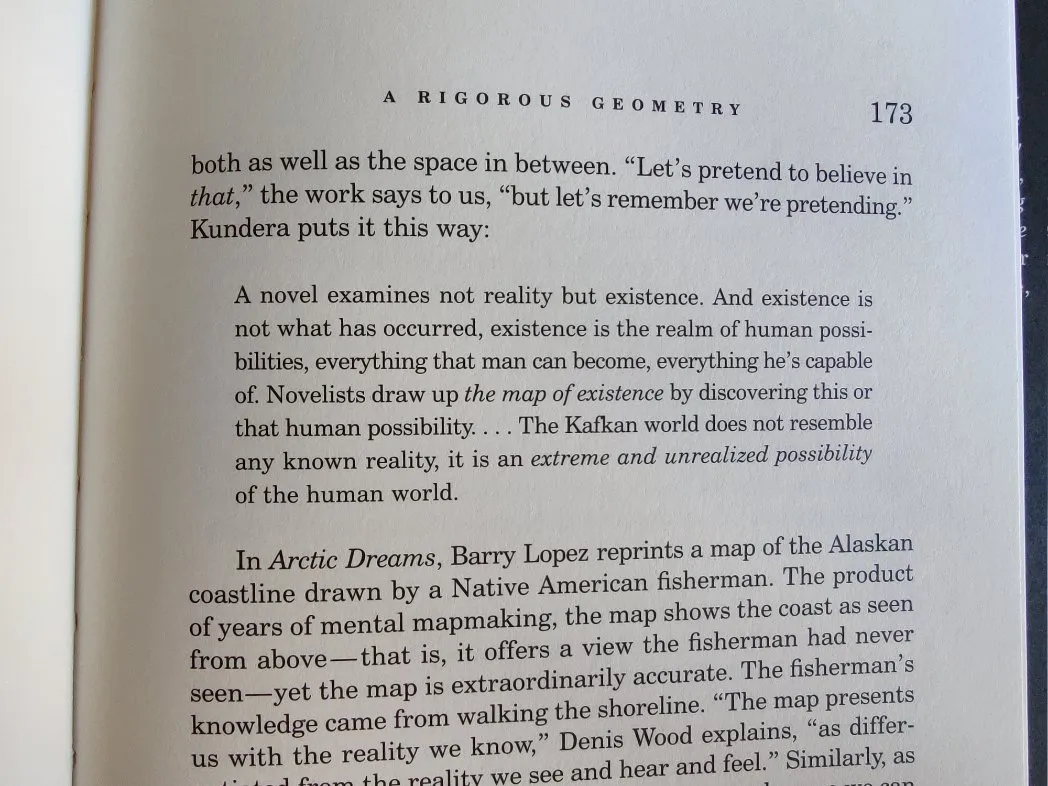 A RIGOROUS GEOMETRY 173
both as well as the space in between. “Let’s pretend to believe in
that,” the work says to us, “but let’s remember we’re pretending.”
Kundera puts it this way:
A novel examines not reality but existence. And existence is
not what has occurred, existence is the realm of human possi-
bilities, everything that man can become, everything he’s capable
of. Novelists draw up the map of existence by discovering this or
that human possibility. . . . The Kafkan world does not resemble
any known reality, it is an extreme and unrealized possibility
of the human world.
In Arctic Dreams, Barry Lopez reprints a map of the Alaskan
coastline drawn by a Native American fisherman. The product
of years of mental mapmaking, the map shows the coast as seen
from above—that is, it offers a view the fisherman had never
seen—yet the map is extraordinarily accurate. The fisherman’s
knowledge came from walking the shoreline. “The map presents
us with the reality we know,” Denis Wood explains, “as differ-
from the reality we see and hear and feel.” Similarly, as